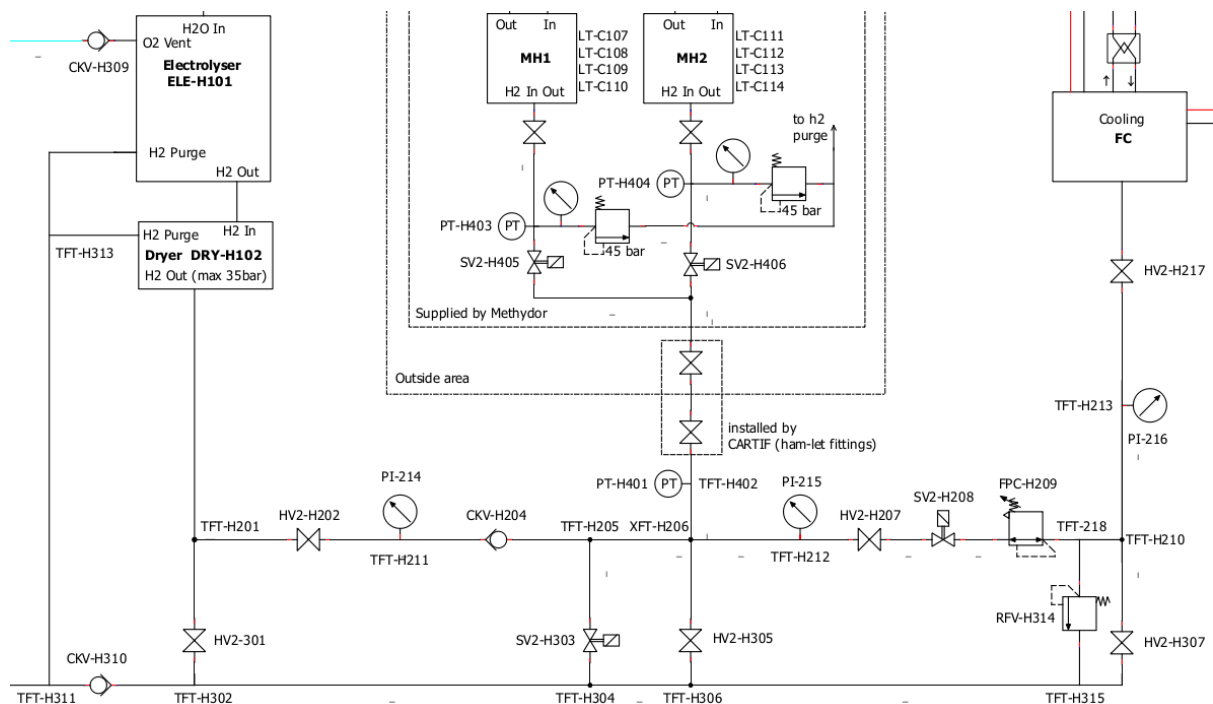 H2O In
O2 Vent
Electrolyser
ELE-H101
CKV-H309
H2 Purge
H2 Out
H2 In
H2 Purge
TFT-H313
Dryer DRY-H102
H2 Out (max 35bar)
Out In
MH1
H2 In Out
LT-C107
LT-C108
LT-C109
LT-C110
Out In
MH2
H2 In Out
LT-C111
LT-C112
LT-C113
LT-C114
to h2
purge
PT-H404
PT
45 bar
PT-H403
PT
45 bar
SV2-H405
SV2-H406
Supplied by Methydor
Outside area
installed by
CARTIF (ham-let fittings)
Cooling
FC
HV2-H217
TFT-H213
PI-216
PT-H401
PT
TFT-H402
PI-214
PI-215
SV2-H208
FPC-H209
TFT-H201
HV2-H202
CKV-H204
TFT-H205
XFT-H206
HV2-H207
TFT-218
TFT-H210
TFT-H211
TFT-H212
RFV-H314
HV2-301
SV2-H303
HV2-H305
HV2-H307
CKV-H310
TFT-H311
TFT-H302
TFT-H304
TFT-H306
TFT-H315